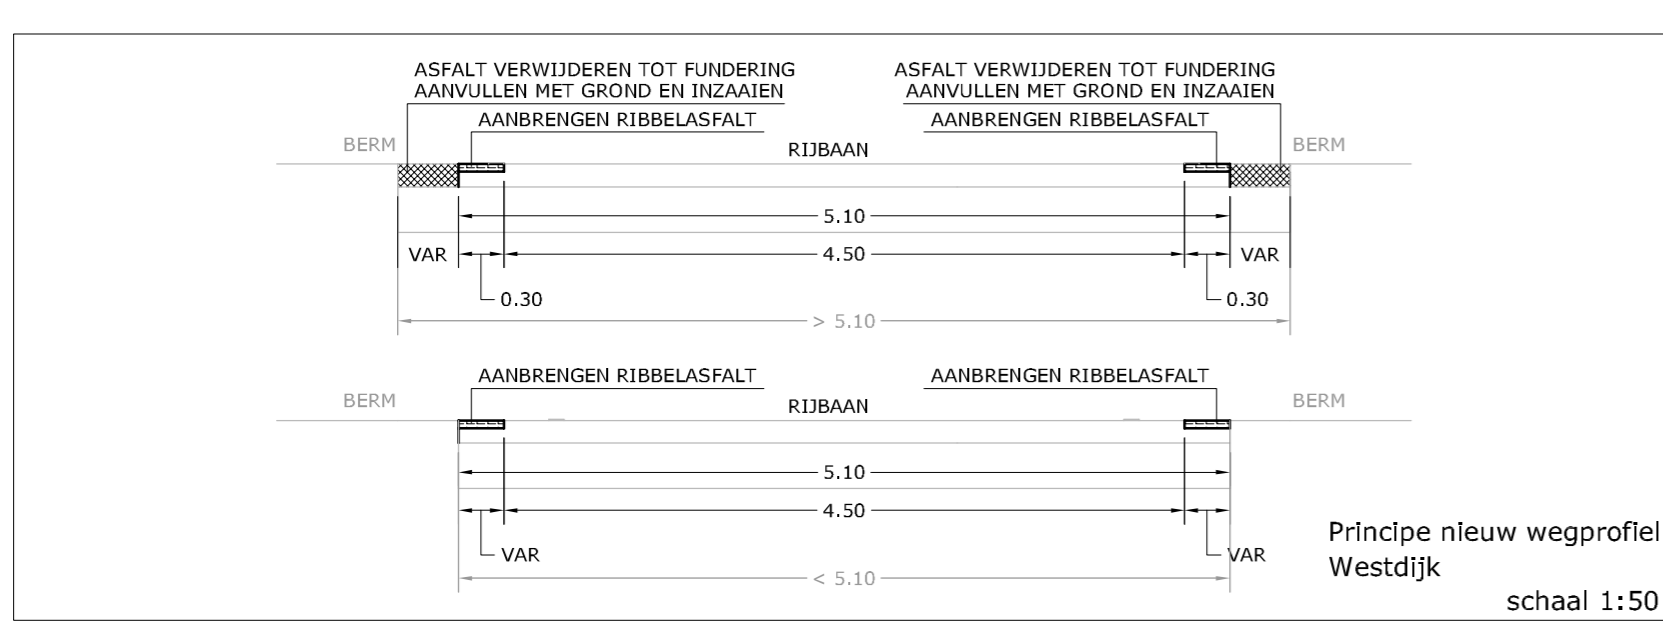 ASFALT VERWIJDEREN TOT FUNDERING
AANVULLEN MET GROND EN INZAAIEN
AANBRENGEN RIBBELASFALT
ASFALT VERWIJDEREN TOT FUNDERING
AANVULLEN MET GROND EN INZAAIEN
AANBRENGEN RIBBELASFALT
BERM
RIJBAAN
BERM
5.10
VAR
4.50
VAR
0.30
0.30
> 5.10
AANBRENGEN RIBBELASFALT
AANBRENGEN RIBBELASFALT
BERM
RIJBAAN
BERM
5.10
4.50
VAR
VAR
< 5.10
Principe nieuw wegprofiel
Westdijk
schaal 1:50